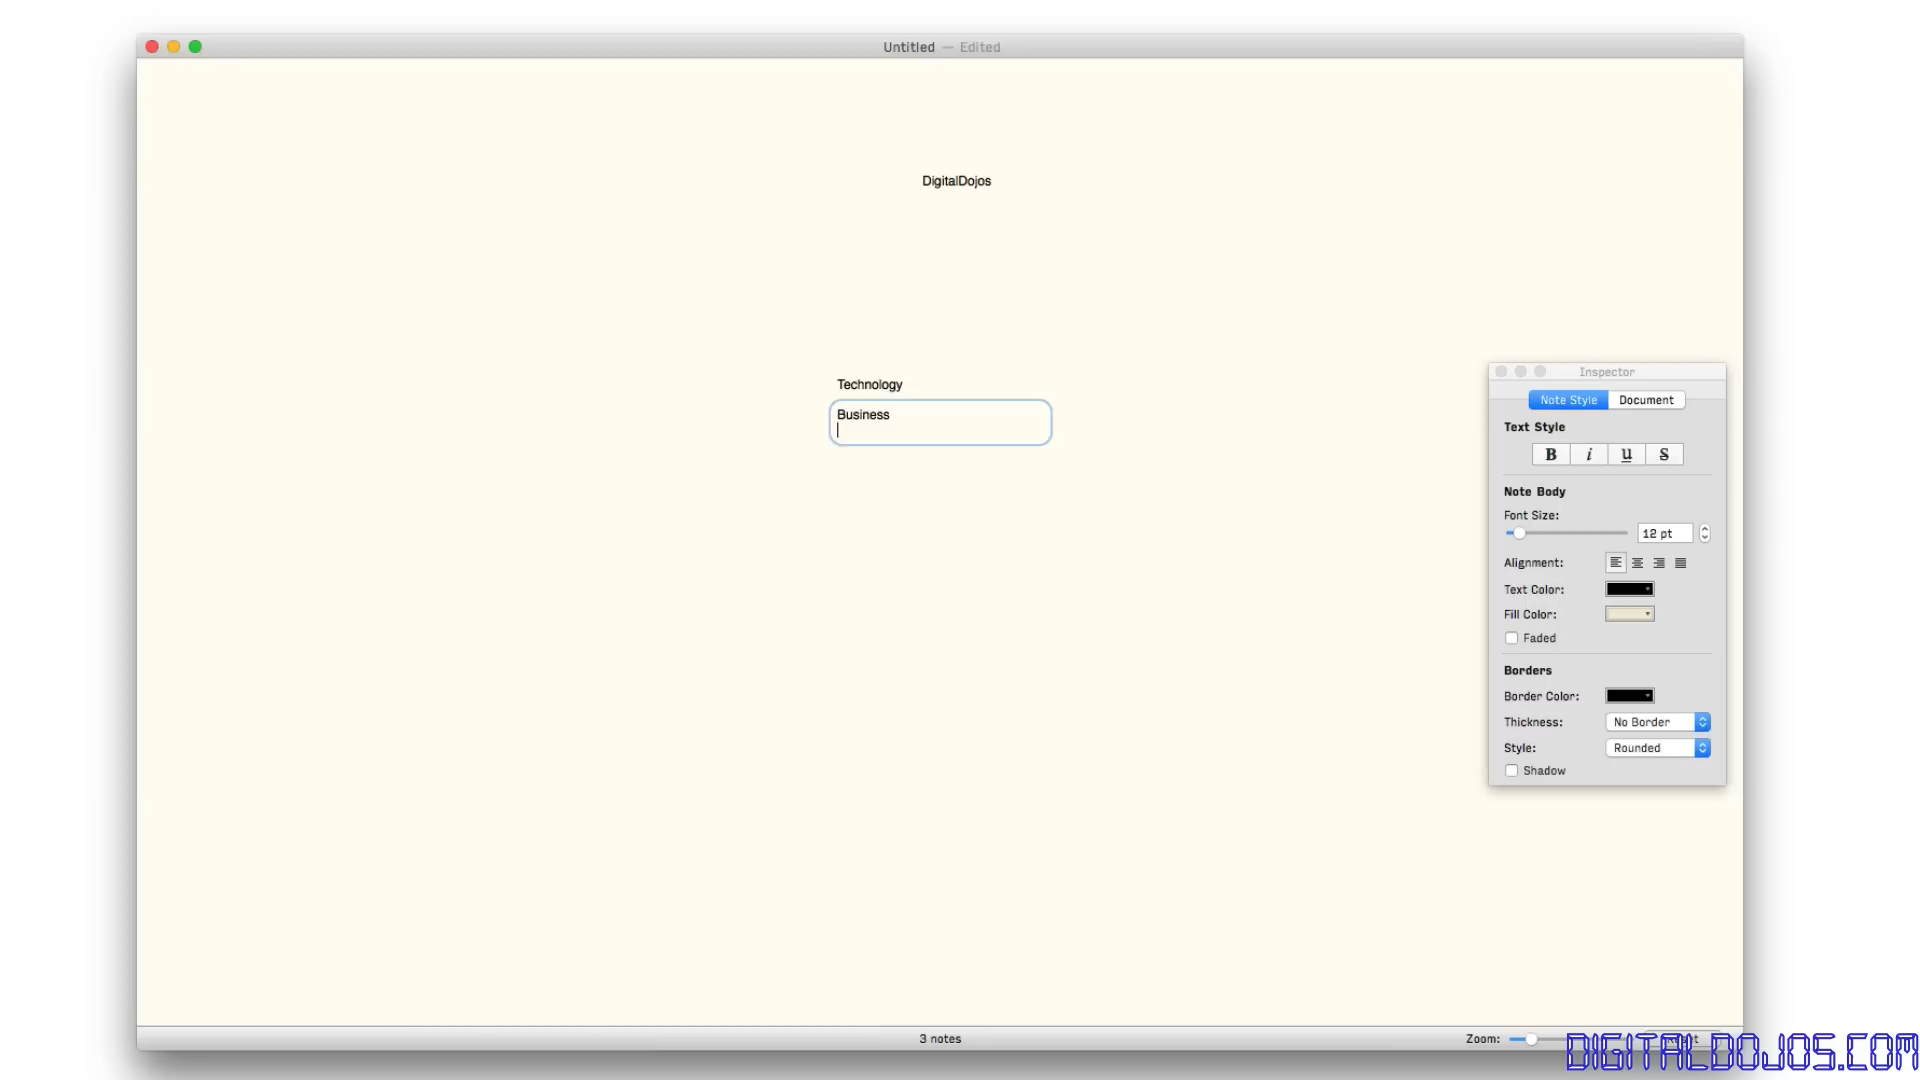 Untitled — Edited
DigitalDojos
Technology
Business
Inspector
Note Style Document
Text Style
B i u S
Note Body
Font Size:
12 pt
Alignment:
Text Color:
Fill Color:
Faded
Borders
Border Color:
Thickness: No Border
Style: Rounded
Shadow
3 notes
Zoom:
DIGITALDOJOS.COM